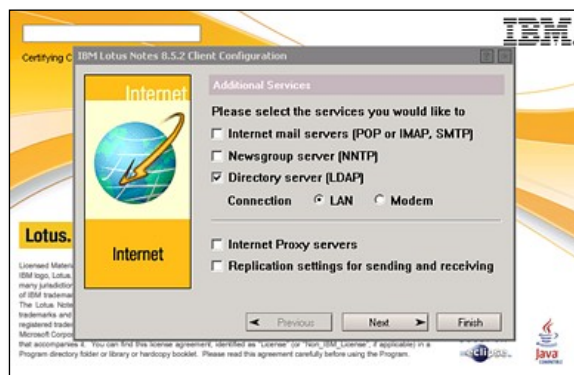 IBM
Certifying C
IBM Lotus Notes 8.5.2 Client Configuration
Internet
Additional Services
Please select the services you would like to
Internet mail servers (POP or IMAP, SMTP)
Newsgroup server (NNTP)
Directory server (LDAP)
Connection LAN Modem
Internet Proxy servers
Replication settings for sending and receiving
Internet
Previous Next Finish
Lotus.
Licensed Materi
IBM logo, Lotus,
many jurisdiction
of IBM trademar
The Lotus Note
trademarks and
registered trade
Microsoft Corpo
that accompanies it. You can find this license agreement, identified as "License" (or "Non_IBM_License", if applicable) in a
Program directory folder or library or hardcopy booklet. Please read this agreement carefully before using the Program.
eclipse
Java
COMPATIBLE